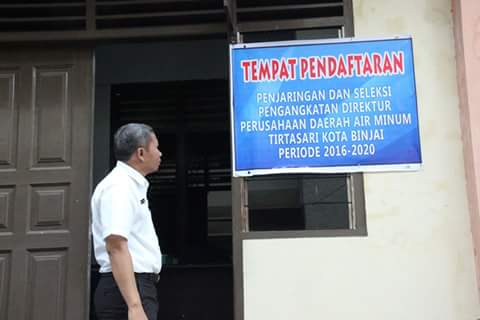 TEMPAT PENDAFTARAN
PENJARINGAN DAN SELEKSI
PENGANGKATAN DIREKTUR
PERUSAHAAN DAERAH AIR MINUM
TIRTASARI KOTA BINJAI
PERIODE 2016-2020